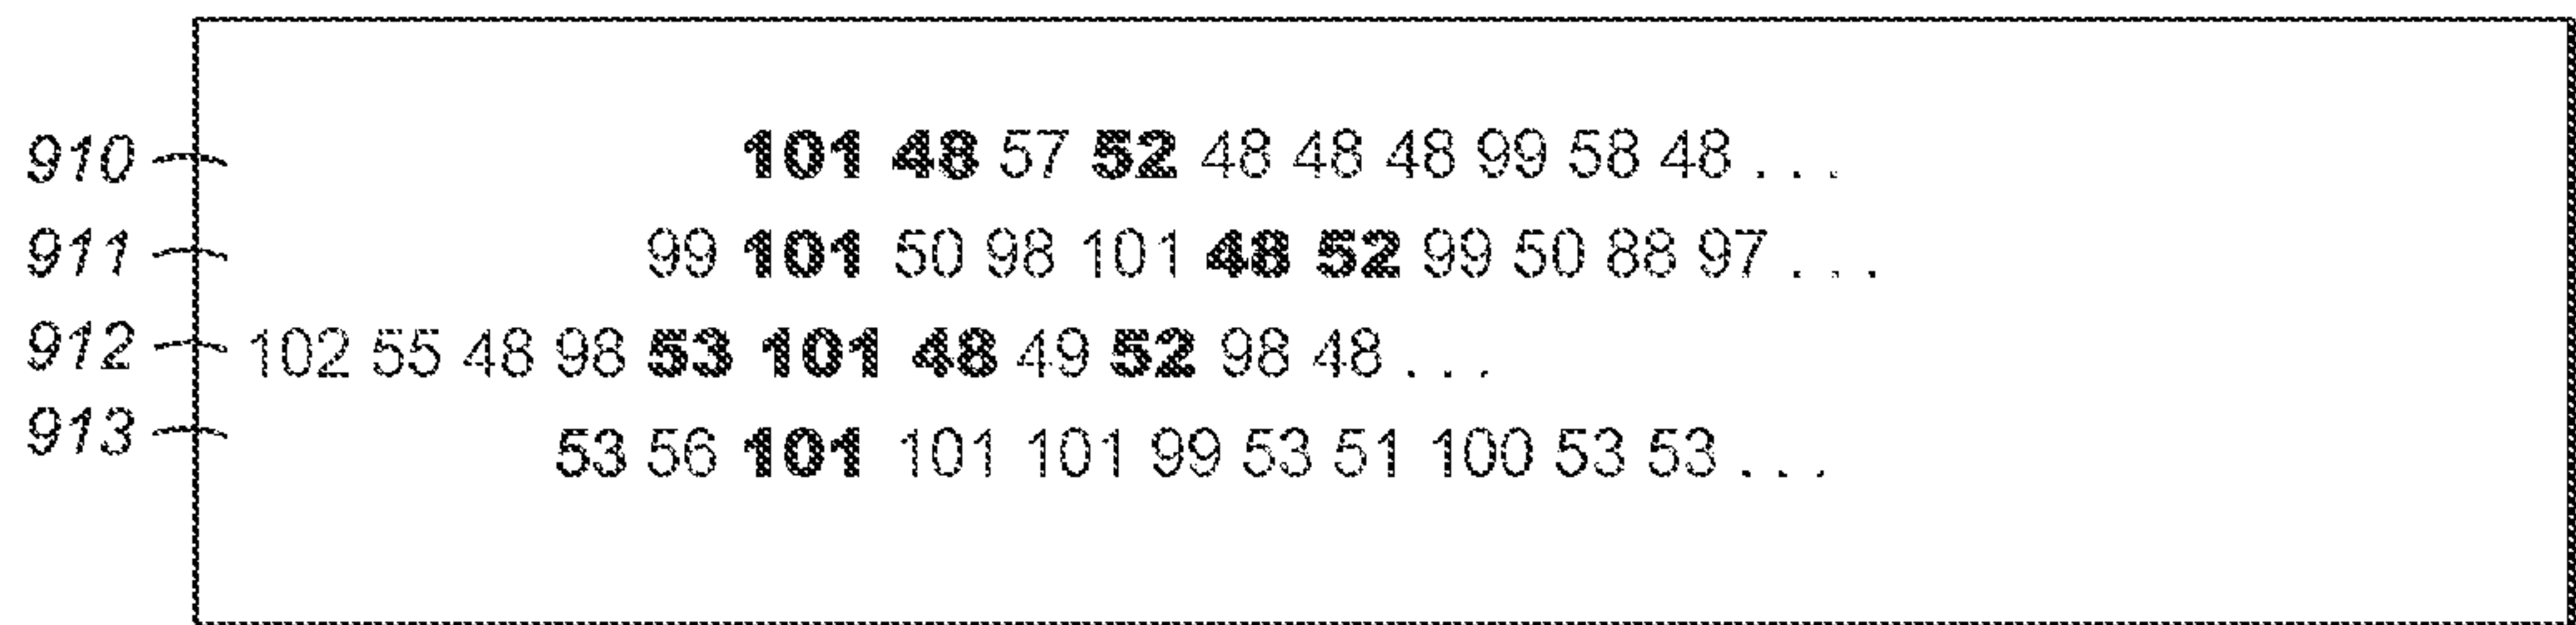 910 101 48 57 52 48 48 48 99 58 48 . . .
911 99 101 50 98 101 48 52 99 50 88 97 . . .
912 102 55 48 98 53 101 48 49 52 98 48 . . .
913 53 56 101 101 101 99 53 51 100 53 53 . . .